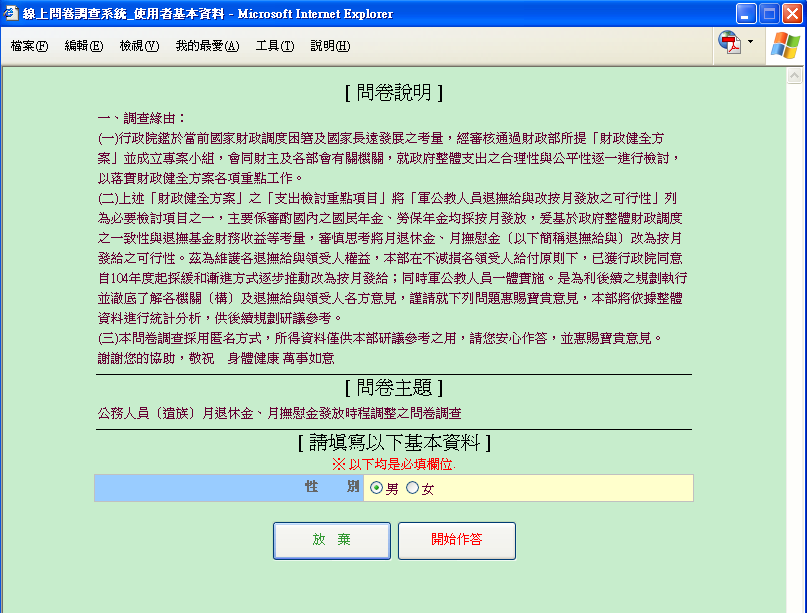 線上問卷調查系統_使用者基本資料 - Microsoft Internet Explorer
檔案(F) 編輯(E) 檢視(V) 我的最愛(A) 工具(T) 說明(H)
[ 問卷說明 ]
一、調查緣由：
(一)行政院鑑於當前國家財政調度困窘及國家長遠發展之考量，經審核通過財政部所提「財政健全方
案」並成立專案小組，會同財主及各部會有關機關，就政府整體支出之合理性與公平性逐一進行檢討，
以落實財政健全方案各項重點工作。
(二)上述「財政健全方案」之「支出檢討重點項目」將「軍公教人員退撫給與改按月發放之可行性」列
為必要檢討項目之一，主要係審酌國內之國民年金、勞保年金均採按月發放，爰基於政府整體財政調度
之一致性與退撫基金財務收益等考量，審慎思考將月退休金、月撫慰金〔以下簡稱退撫給與〕改為按月
發給之可行性。茲為維護各退撫給與領受人權益，本部在不減損各領受人給付原則下，已獲行政院同意
自104年度起採緩和漸進方式逐步推動改為按月發給；同時軍公教人員一體實施。是為利後續之規劃執行
並澈底了解各機關〔構〕及退撫給與領受人各方意見，謹請就下列問題惠賜寶貴意見，本部將依據整體
資料進行統計分析，供後續規劃研議參考。
(三)本問卷調查採用匿名方式，所得資料僅供本部研議參考之用，請您安心作答，並惠賜寶貴意見。
謝謝您的協助，敬祝　身體健康 萬事如意
[ 問卷主題 ]
公務人員〔遺族〕月退休金、月撫慰金發放時程調整之問卷調查
[ 請填寫以下基本資料 ]
※ 以下均是必填欄位.
性　別 男 女
放 棄 開始作答